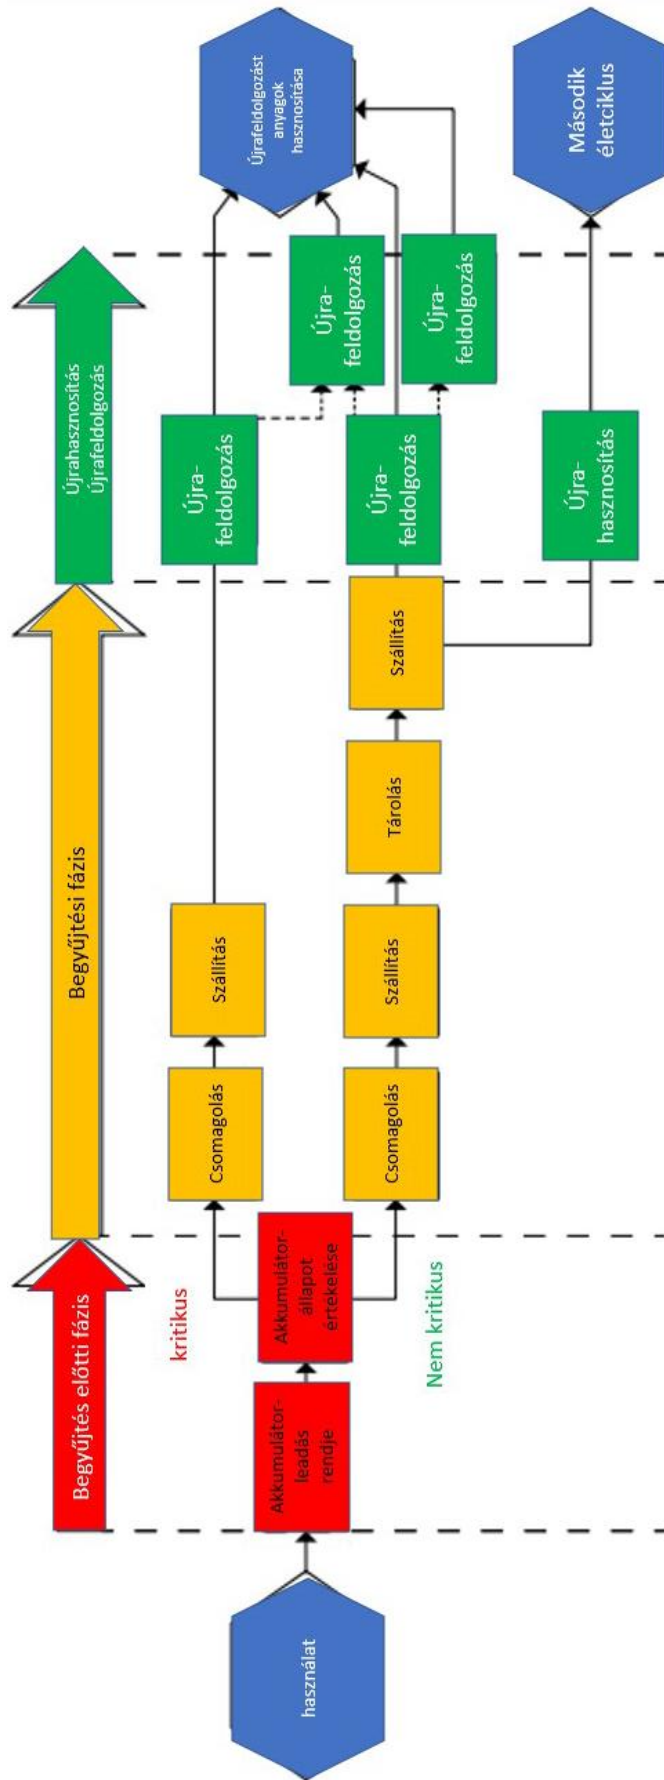 Begyűjtés előtti fázis
Begyűjtési fázis
Újrahasznosítás
Újrafeldolgozás
használat
Akkumulátor-
leadás
rendje
Akkumulátor-
állapot
értékelése
kritikus
Nem kritikus
Csomagolás
Szállítás
Újra-
feldolgozás
Csomagolás
Szállítás
Tárolás
Szállítás
Újra-
feldolgozás
Újra-
feldolgozás
Újra-
feldolgozás
Újra-
hasznosítás
Újrafeldolgozást
anyagok
hasznosítása
Második
életciklus